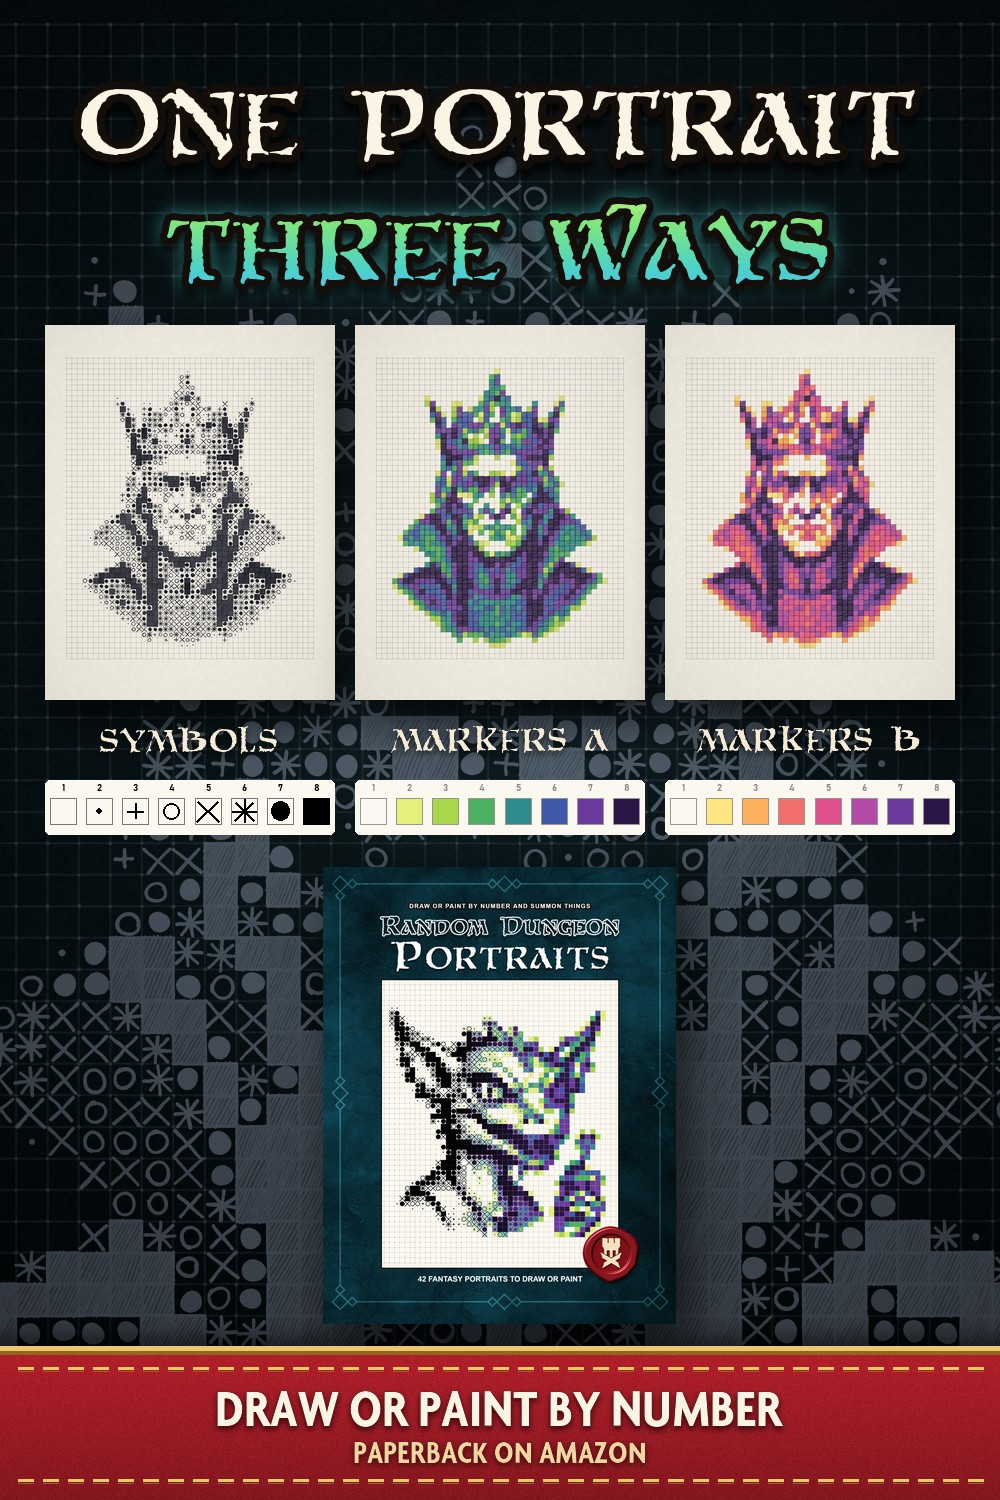 ONE PORTRAIT
THREE WAYS
SYMBOLS
MARKERS A
MARKERS B
1 2 3 4 5 6 7 8
1 2 3 4 5 6 7 8
1 2 3 4 5 6 7 8
DRAW OR PAINT BY NUMBER AND SUMMON THINGS
RANDOM DUNGEON
PORTRAITS
42 FANTASY PORTRAITS TO DRAW OR PAINT
DRAW OR PAINT BY NUMBER
PAPERBACK ON AMAZON